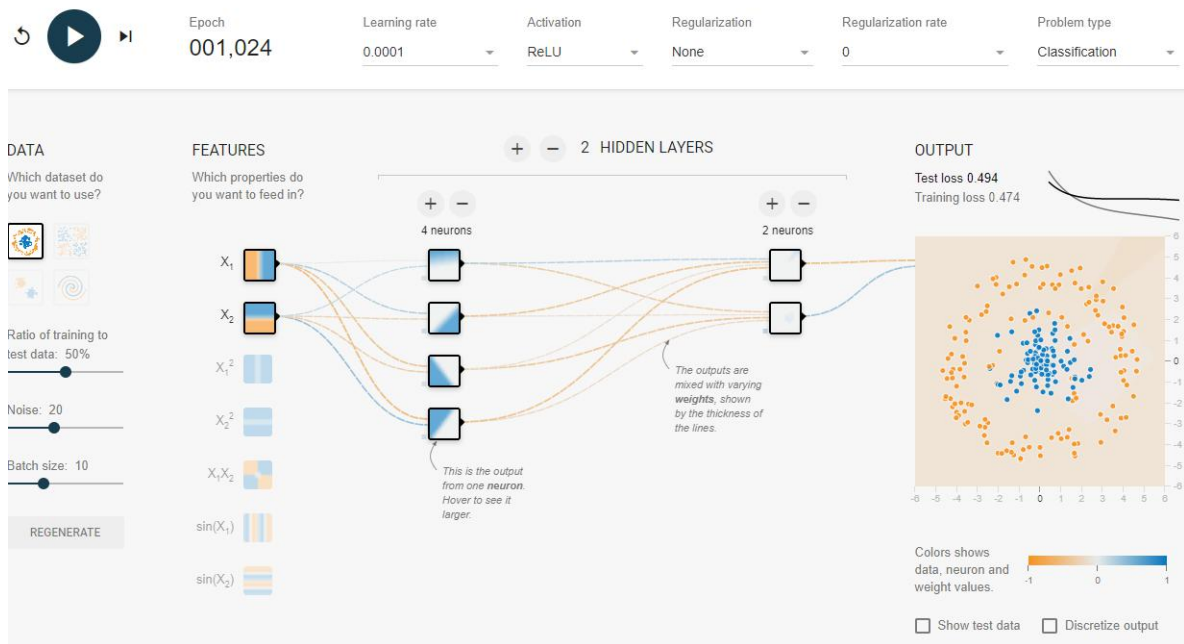 Epoch
001,024
Learning rate
0.0001
Activation
ReLU
Regularization
None
Regularization rate
0
Problem type
Classification
DATA
Which dataset do
you want to use?
Ratio of training to
test data: 50%
Noise: 20
Batch size: 10
REGENERATE
FEATURES
Which properties do
you want to feed in?
X1
X2
X1²
X2²
X1X2
sin(X1)
sin(X2)
+ − 2 HIDDEN LAYERS
+ −
4 neurons
+ −
2 neurons
This is the output
from one neuron.
Hover to see it
larger.
The outputs are
mixed with varying
weights, shown
by the thickness of
the lines.
OUTPUT
Test loss 0.494
Training loss 0.474
6
5
4
3
2
1
0
-1
-2
-3
-4
-5
-6
-6 -5 -4 -3 -2 -1 0 1 2 3 4 5 6
Colors shows
data, neuron and
weight values.
-1 0 1
Show test data Discretize output